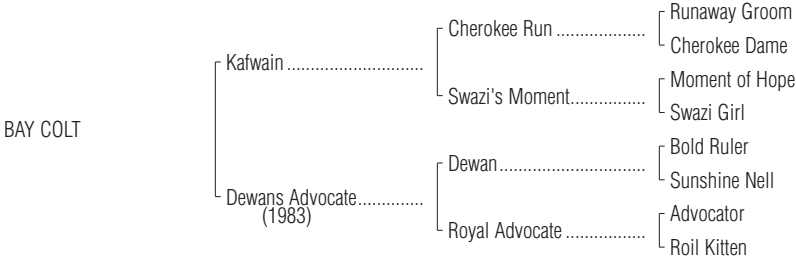 Runaway Groom
Cherokee Run ...................
Cherokee Dame
Kafwain .............................
Moment of Hope
Swazi's Moment................
Swazi Girl
BAY COLT
Bold Ruler
Dewan...............................
Sunshine Nell
Dewans Advocate..............
(1983)
Advocator
Royal Advocate .................
Roil Kitten